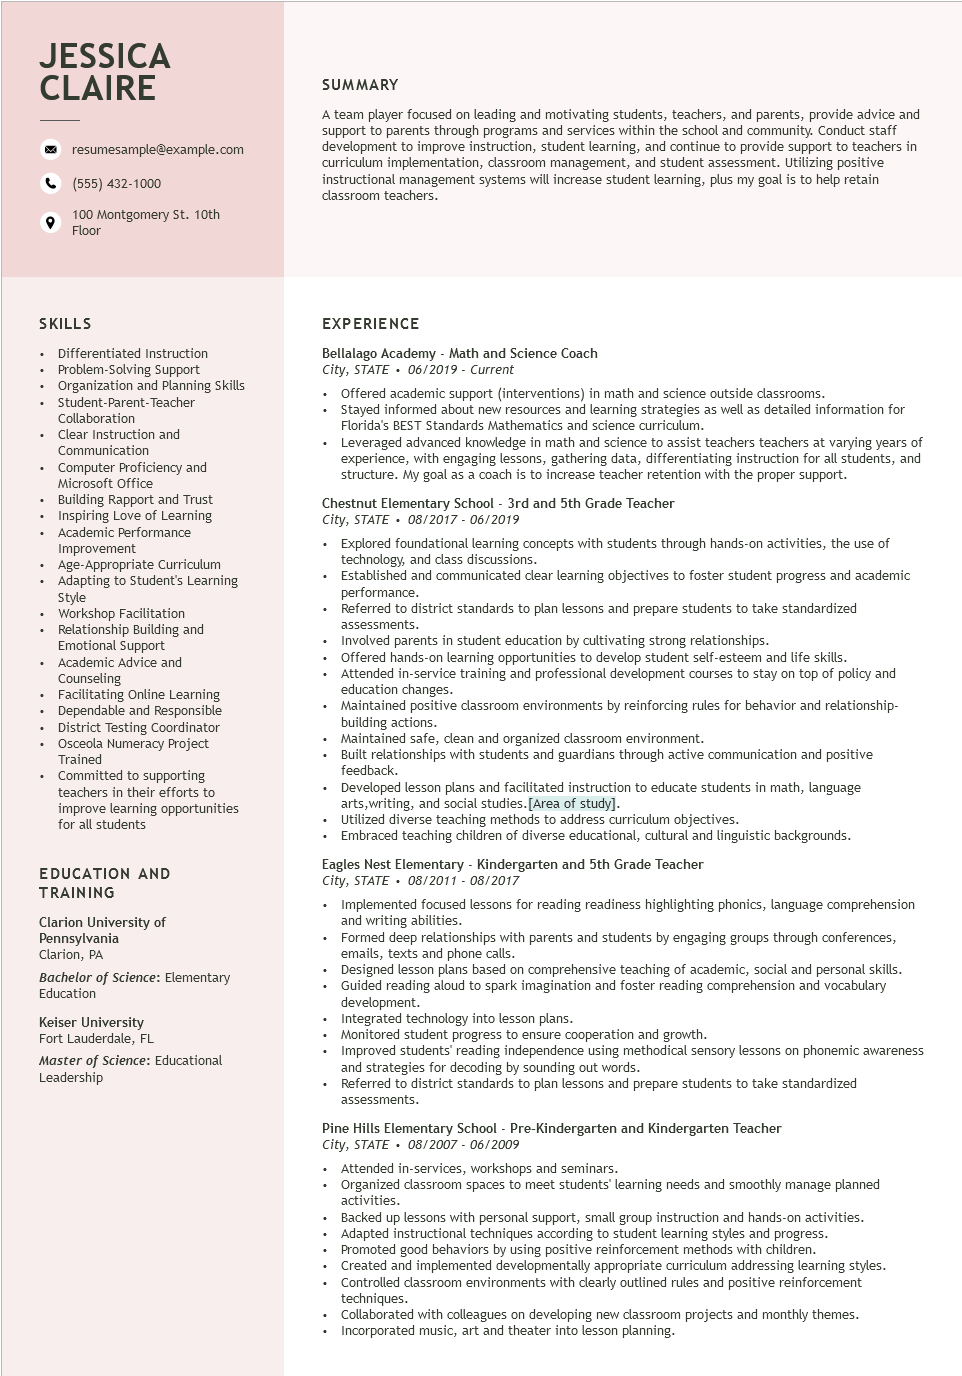 JESSICA
CLAIRE
resumesample@example.com
(555) 432-1000
100 Montgomery St. 10th
Floor
SUMMARY
A team player focused on leading and motivating students, teachers, and parents, provide advice and
support to parents through programs and services within the school and community. Conduct staff
development to improve instruction, student learning, and continue to provide support to teachers in
curriculum implementation, classroom management, and student assessment. Utilizing positive
instructional management systems will increase student learning, plus my goal is to help retain
classroom teachers.
SKILLS
• Differentiated Instruction
• Problem-Solving Support
• Organization and Planning Skills
• Student-Parent-Teacher
Collaboration
• Clear Instruction and
Communication
• Computer Proficiency and
Microsoft Office
• Building Rapport and Trust
• Inspiring Love of Learning
• Academic Performance
Improvement
• Age-Appropriate Curriculum
• Adapting to Student's Learning
Style
• Workshop Facilitation
• Relationship Building and
Emotional Support
• Academic Advice and
Counseling
• Facilitating Online Learning
• Dependable and Responsible
• District Testing Coordinator
• Osceola Numeracy Project
Trained
• Committed to supporting
teachers in their efforts to
improve learning opportunities
for all students
EDUCATION AND
TRAINING
Clarion University of
Pennsylvania
Clarion, PA
Bachelor of Science: Elementary
Education
Keiser University
Fort Lauderdale, FL
Master of Science: Educational
Leadership
EXPERIENCE
Bellalago Academy - Math and Science Coach
City, STATE • 06/2019 - Current
• Offered academic support (interventions) in math and science outside classrooms.
• Stayed informed about new resources and learning strategies as well as detailed information for
Florida's BEST Standards Mathematics and science curriculum.
• Leveraged advanced knowledge in math and science to assist teachers teachers at varying years of
experience, with engaging lessons, gathering data, differentiating instruction for all students, and
structure. My goal as a coach is to increase teacher retention with the proper support.
Chestnut Elementary School - 3rd and 5th Grade Teacher
City, STATE • 08/2017 - 06/2019
• Explored foundational learning concepts with students through hands-on activities, the use of
technology, and class discussions.
• Established and communicated clear learning objectives to foster student progress and academic
performance.
• Referred to district standards to plan lessons and prepare students to take standardized
assessments.
• Involved parents in student education by cultivating strong relationships.
• Offered hands-on learning opportunities to develop student self-esteem and life skills.
• Attended in-service training and professional development courses to stay on top of policy and
education changes.
• Maintained positive classroom environments by reinforcing rules for behavior and relationship-
building actions.
• Maintained safe, clean and organized classroom environment.
• Built relationships with students and guardians through active communication and positive
feedback.
• Developed lesson plans and facilitated instruction to educate students in math, language
arts,writing, and social studies.[Area of study].
• Utilized diverse teaching methods to address curriculum objectives.
• Embraced teaching children of diverse educational, cultural and linguistic backgrounds.
Eagles Nest Elementary - Kindergarten and 5th Grade Teacher
City, STATE • 08/2011 - 08/2017
• Implemented focused lessons for reading readiness highlighting phonics, language comprehension
and writing abilities.
• Formed deep relationships with parents and students by engaging groups through conferences,
emails, texts and phone calls.
• Designed lesson plans based on comprehensive teaching of academic, social and personal skills.
• Guided reading aloud to spark imagination and foster reading comprehension and vocabulary
development.
• Integrated technology into lesson plans.
• Monitored student progress to ensure cooperation and growth.
• Improved students' reading independence using methodical sensory lessons on phonemic awareness
and strategies for decoding by sounding out words.
• Referred to district standards to plan lessons and prepare students to take standardized
assessments.
Pine Hills Elementary School - Pre-Kindergarten and Kindergarten Teacher
City, STATE • 08/2007 - 06/2009
• Attended in-services, workshops and seminars.
• Organized classroom spaces to meet students' learning needs and smoothly manage planned
activities.
• Backed up lessons with personal support, small group instruction and hands-on activities.
• Adapted instructional techniques according to student learning styles and progress.
• Promoted good behaviors by using positive reinforcement methods with children.
• Created and implemented developmentally appropriate curriculum addressing learning styles.
• Controlled classroom environments with clearly outlined rules and positive reinforcement
techniques.
• Collaborated with colleagues on developing new classroom projects and monthly themes.
• Incorporated music, art and theater into lesson planning.